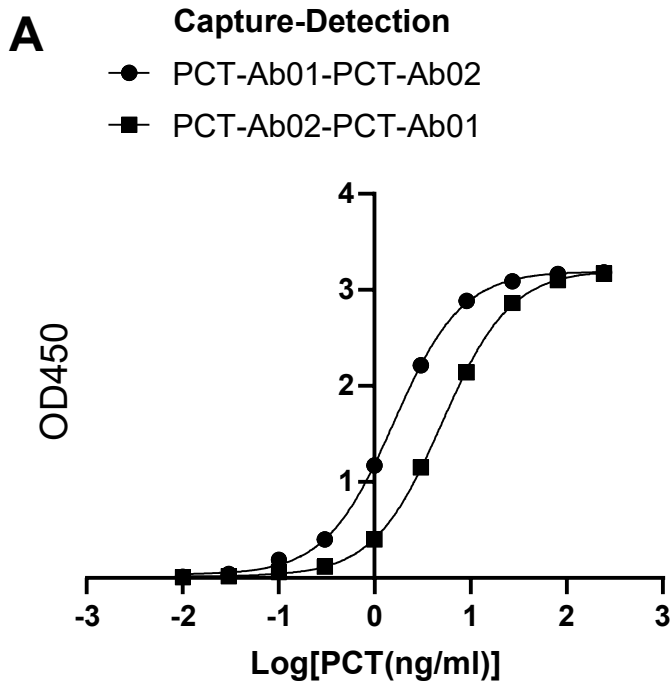 A
Capture-Detection
PCT-Ab01-PCT-Ab02
PCT-Ab02-PCT-Ab01
4
3
2
1
OD450
-3 -2 -1 0 1 2 3
Log[PCT(ng/ml)]